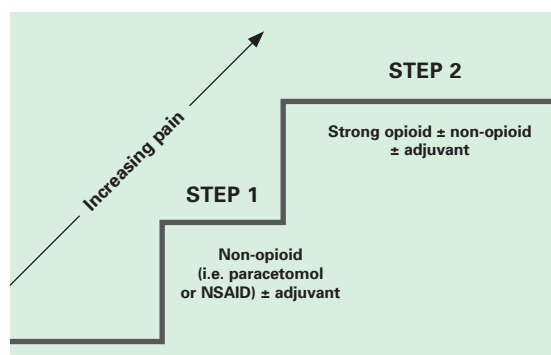 STEP 2
Strong opioid ± non-opioid
± adjuvant
Increasing pain
STEP 1
Non-opioid
(i.e. paracetomol
or NSAID) ± adjuvant